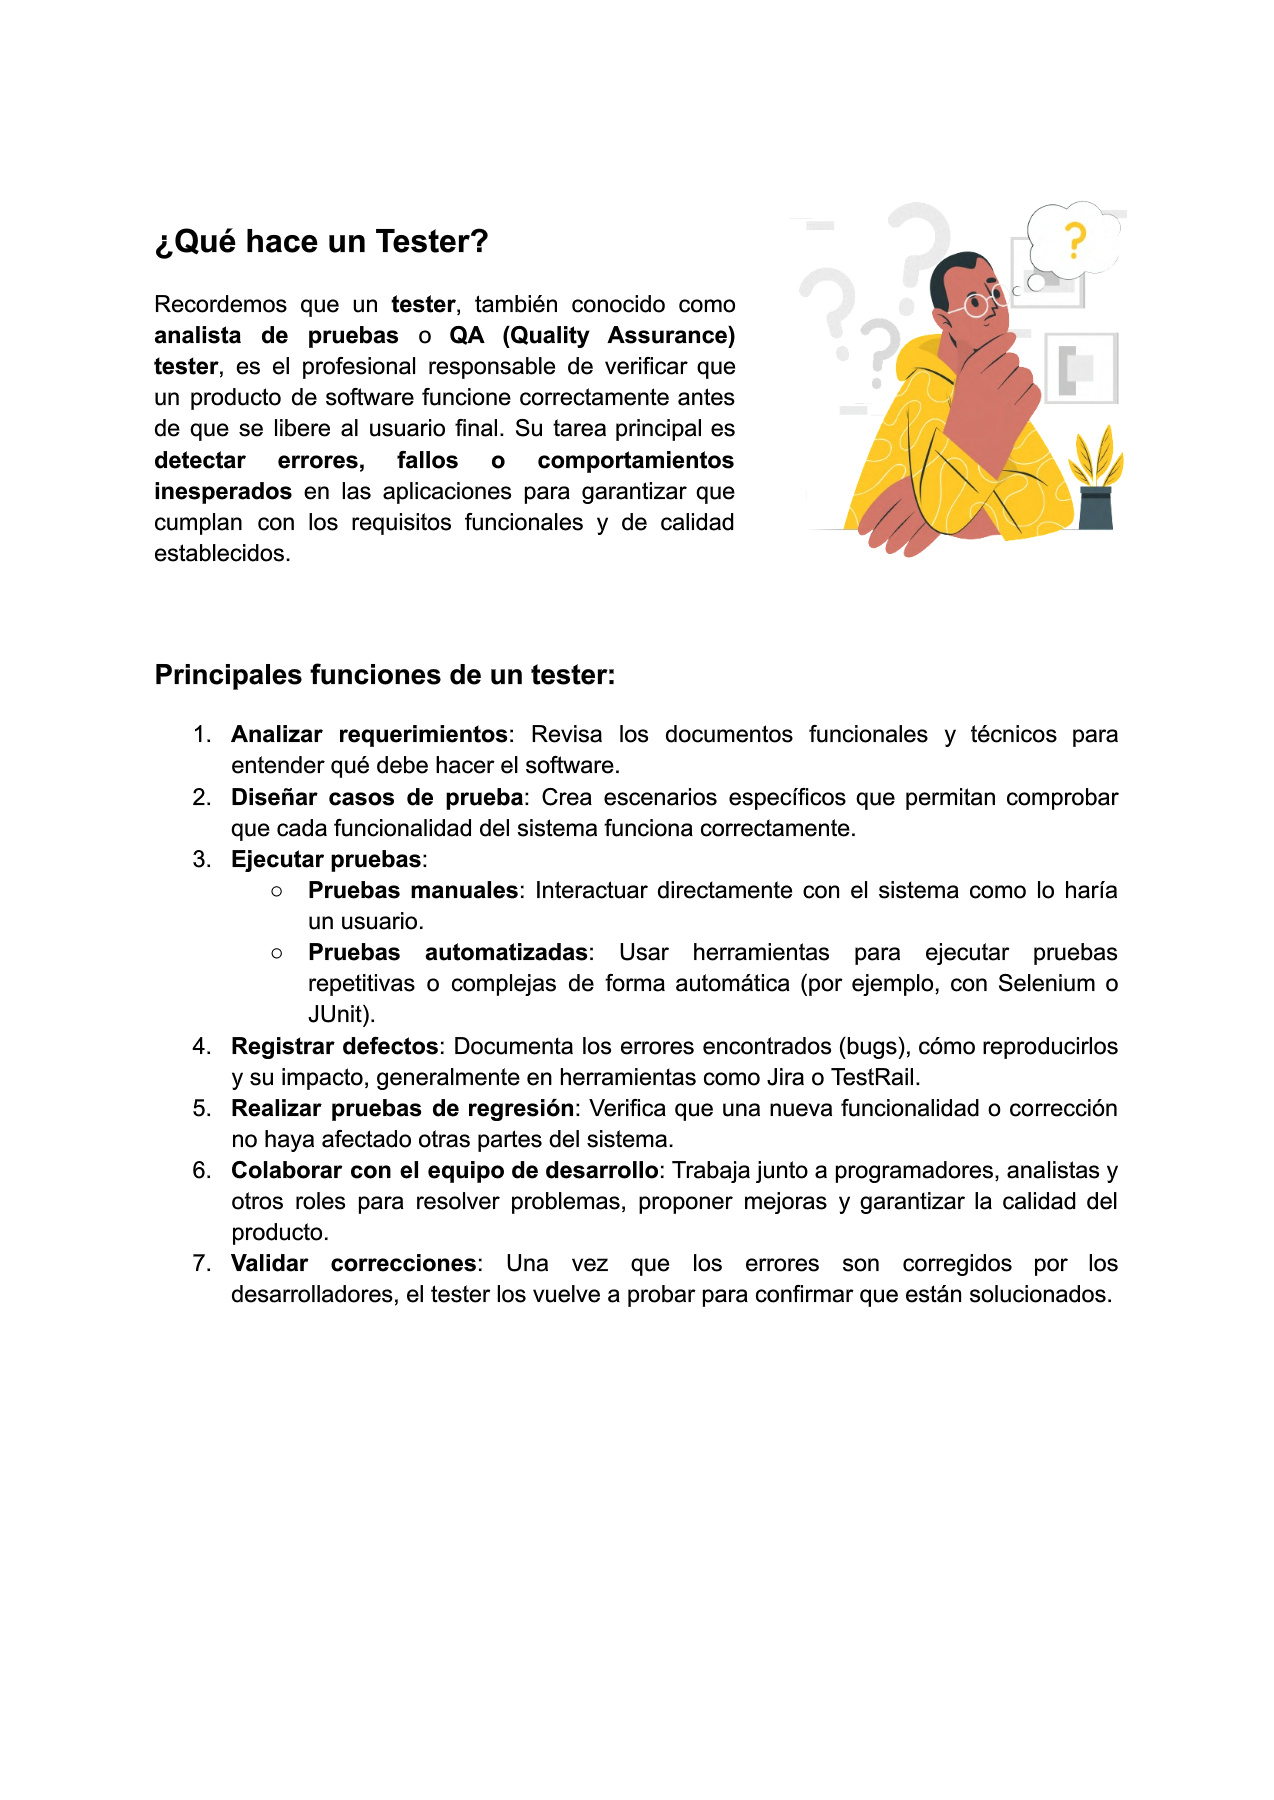 ¿Qué hace un Tester?
Recordemos que un tester, también conocido como
analista de pruebas o QA (Quality Assurance)
tester, es el profesional responsable de verificar que
un producto de software funcione correctamente antes
de que se libere al usuario final. Su tarea principal es
detectar errores, fallos o comportamientos
inesperados en las aplicaciones para garantizar que
cumplan con los requisitos funcionales y de calidad
establecidos.
?
? ? ?
Principales funciones de un tester:
1. Analizar requerimientos: Revisa los documentos funcionales y técnicos para
entender qué debe hacer el software.
2. Diseñar casos de prueba: Crea escenarios específicos que permitan comprobar
que cada funcionalidad del sistema funciona correctamente.
3. Ejecutar pruebas:
○ Pruebas manuales: Interactuar directamente con el sistema como lo haría
un usuario.
○ Pruebas automatizadas: Usar herramientas para ejecutar pruebas
repetitivas o complejas de forma automática (por ejemplo, con Selenium o
JUnit).
4. Registrar defectos: Documenta los errores encontrados (bugs), cómo reproducirlos
y su impacto, generalmente en herramientas como Jira o TestRail.
5. Realizar pruebas de regresión: Verifica que una nueva funcionalidad o corrección
no haya afectado otras partes del sistema.
6. Colaborar con el equipo de desarrollo: Trabaja junto a programadores, analistas y
otros roles para resolver problemas, proponer mejoras y garantizar la calidad del
producto.
7. Validar correcciones: Una vez que los errores son corregidos por los
desarrolladores, el tester los vuelve a probar para confirmar que están solucionados.